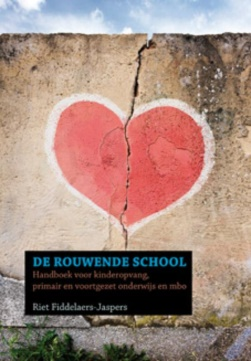 DE ROUWENDE SCHOOL
Handboek voor kinderopvang,
primair en voortgezet onderwijs en mbo
Riet Fiddelaers-Jaspers